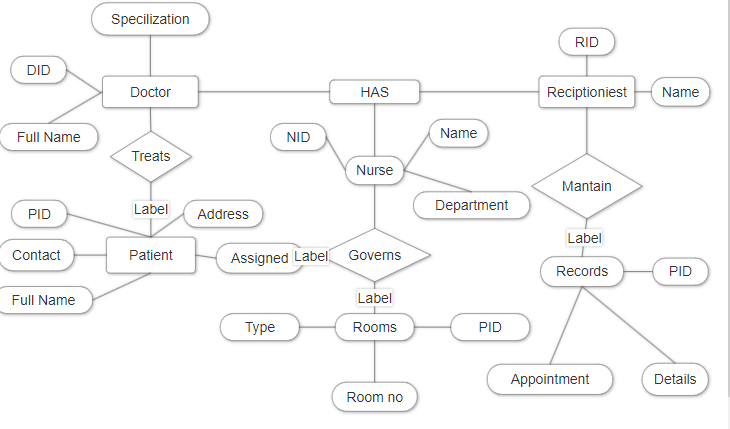 Specilization
RID
DID
Doctor
HAS
Reciptioniest
Name
Full Name
NID
Name
Treats
Nurse
Mantain
Department
Label
PID
Address
Label
Contact
Patient
Assigned
Label
Governs
Records
PID
Full Name
Label
Type
Rooms
PID
Appointment
Details
Room no